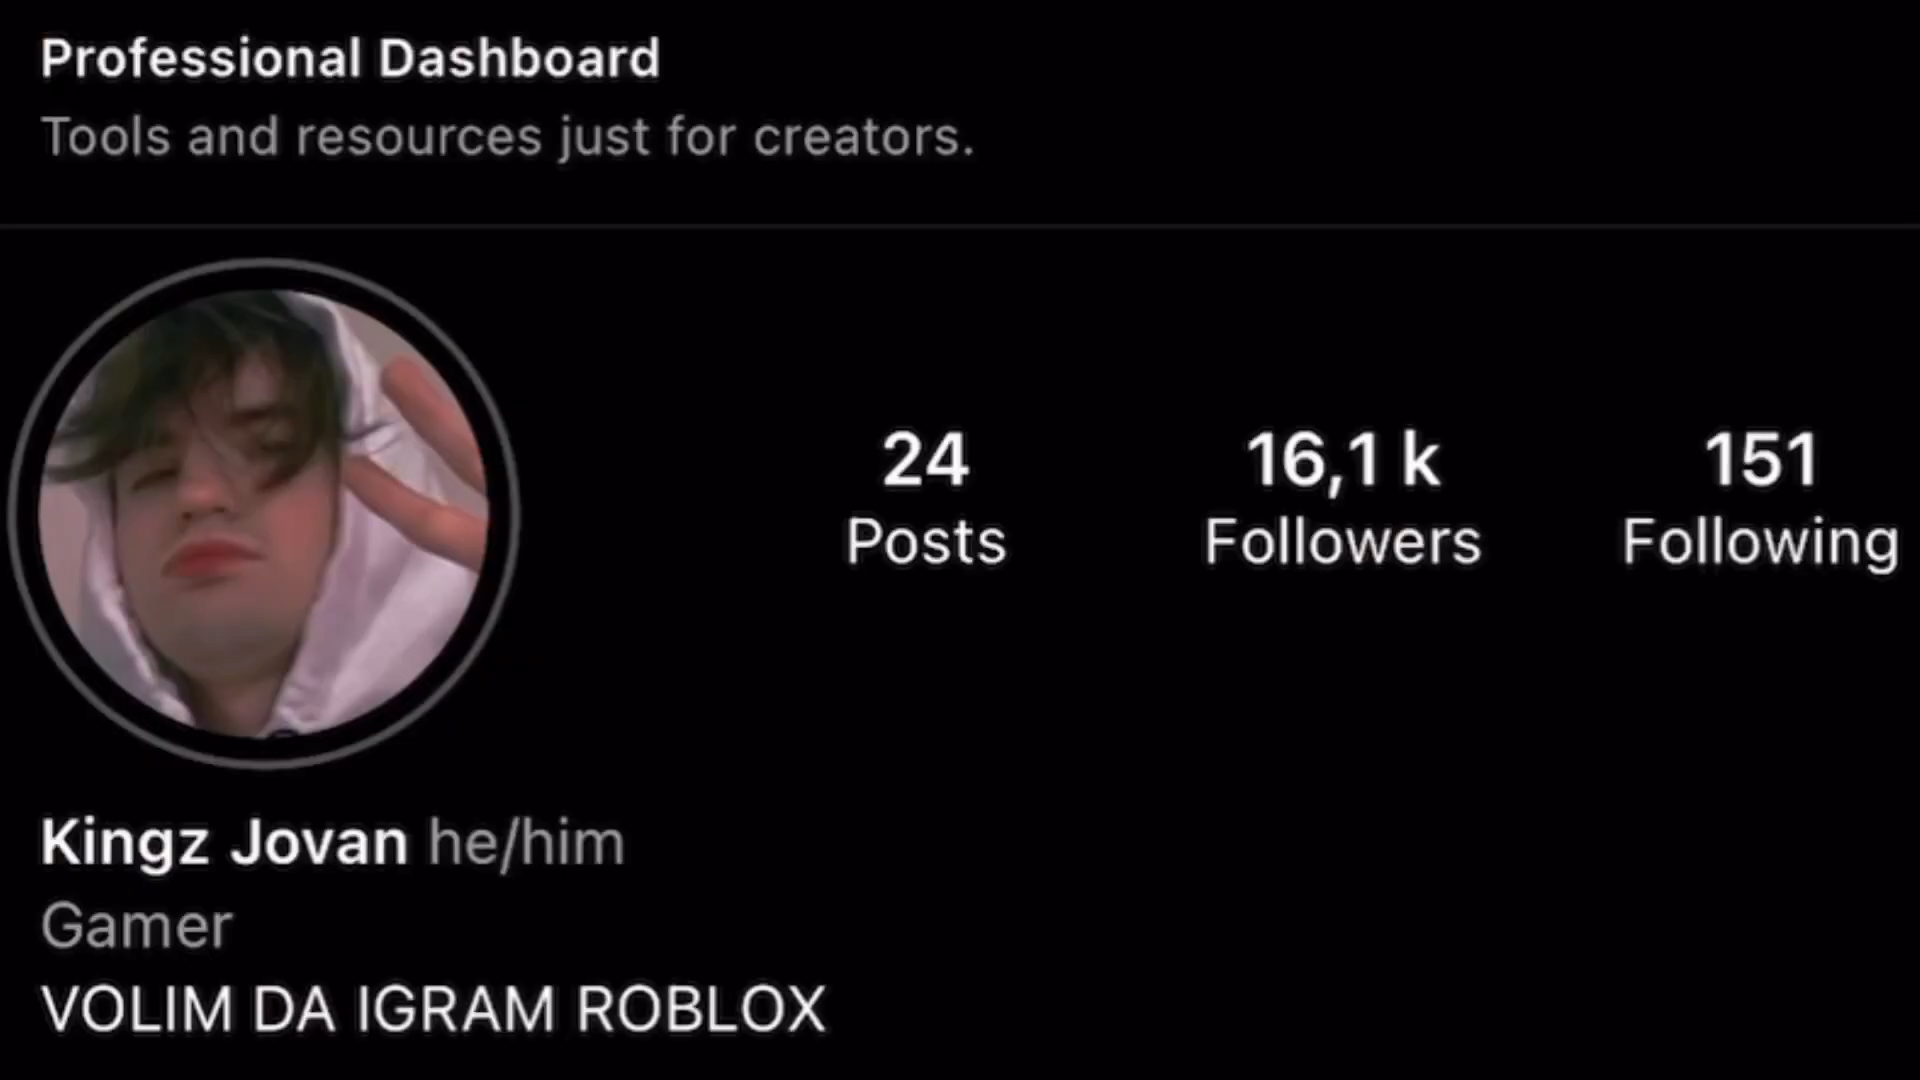 Professional Dashboard
Tools and resources just for creators.
24 16,1 k 151
Posts Followers Following
Kingz Jovan he/him
Gamer
VOLIM DA IGRAM ROBLOX